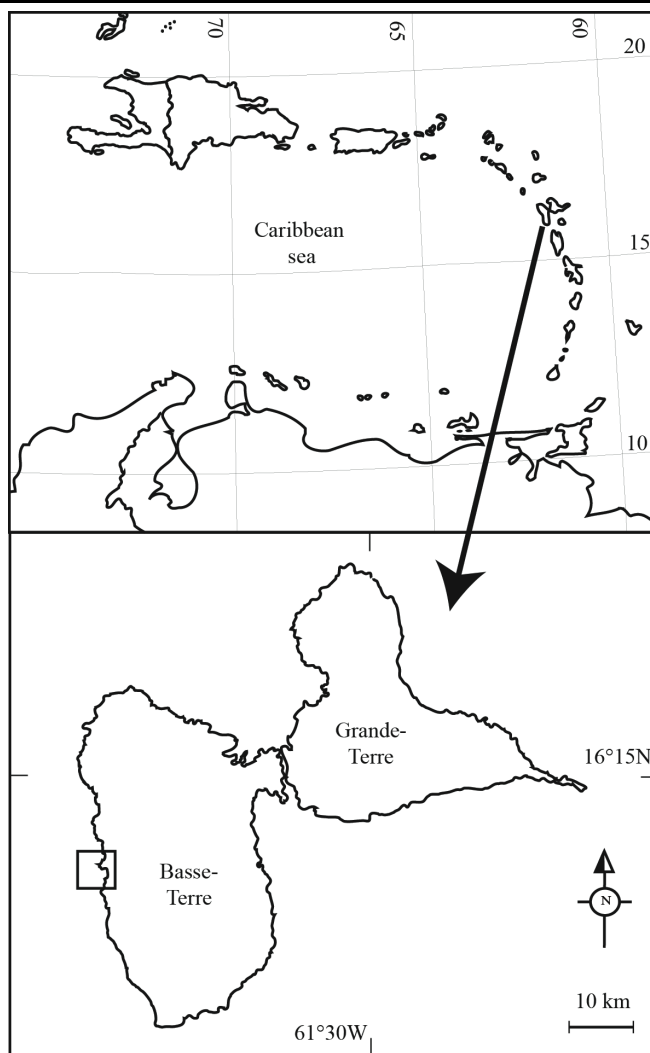 70
65
60
20
Caribbean
sea
15
10
Grande-
Terre
16°15N
Basse-
Terre
N
10 km
61°30W